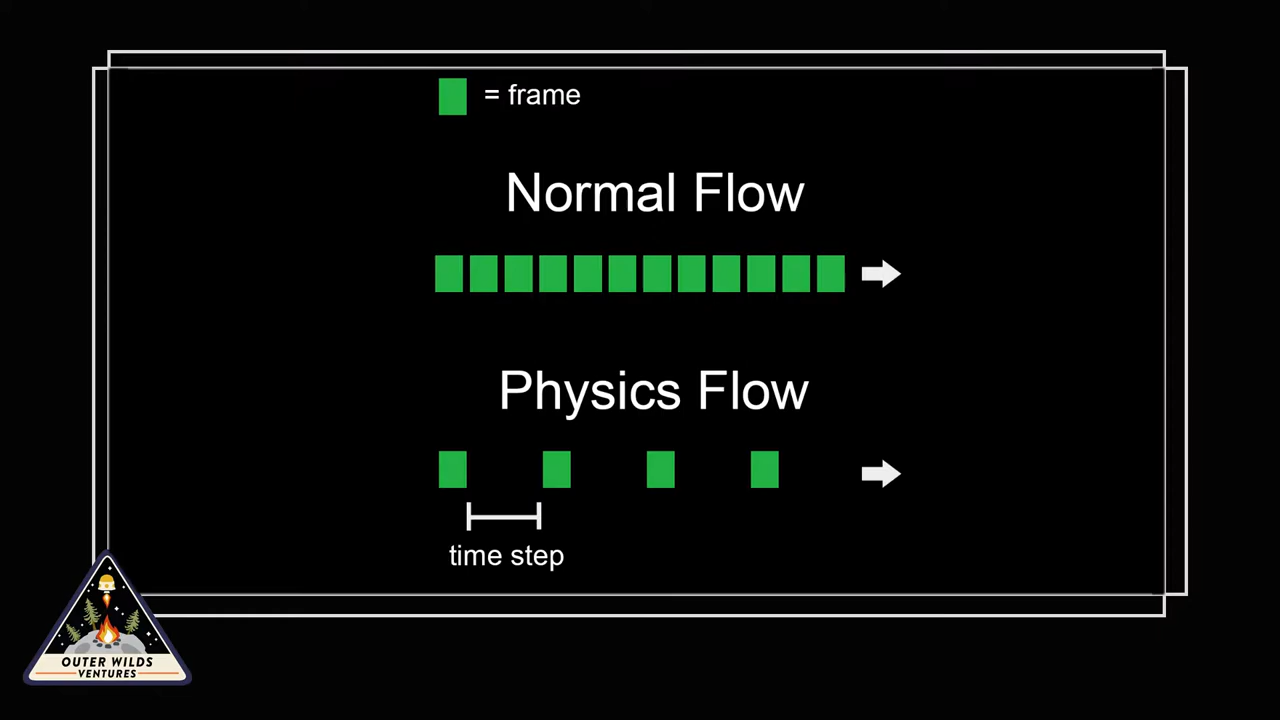 = frame
Normal Flow
Physics Flow
time step
OUTER WILDS
VENTURES